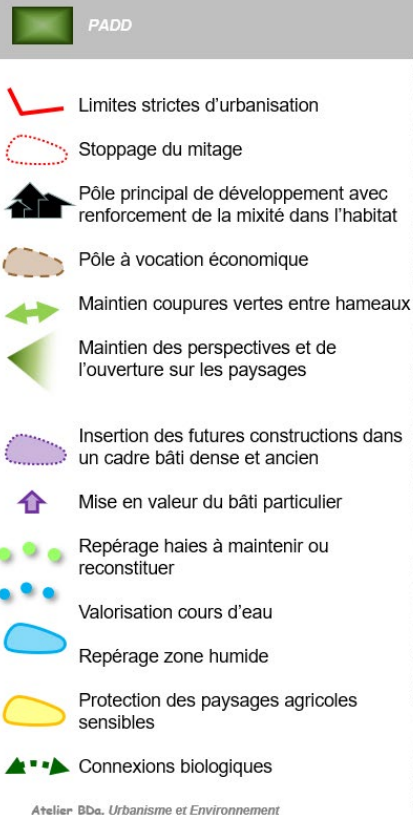 PADD
Limites strictes d'urbanisation
Stoppage du mitage
Pôle principal de développement avec
renforcement de la mixité dans l'habitat
Pôle à vocation économique
Maintien coupures vertes entre hameaux
Maintien des perspectives et de
l'ouverture sur les paysages
Insertion des futures constructions dans
un cadre bâti dense et ancien
Mise en valeur du bâti particulier
Repérage haies à maintenir ou
reconstituer
Valorisation cours d'eau
Repérage zone humide
Protection des paysages agricoles
sensibles
Connexions biologiques
Atelier BDa. Urbanisme et Environnement